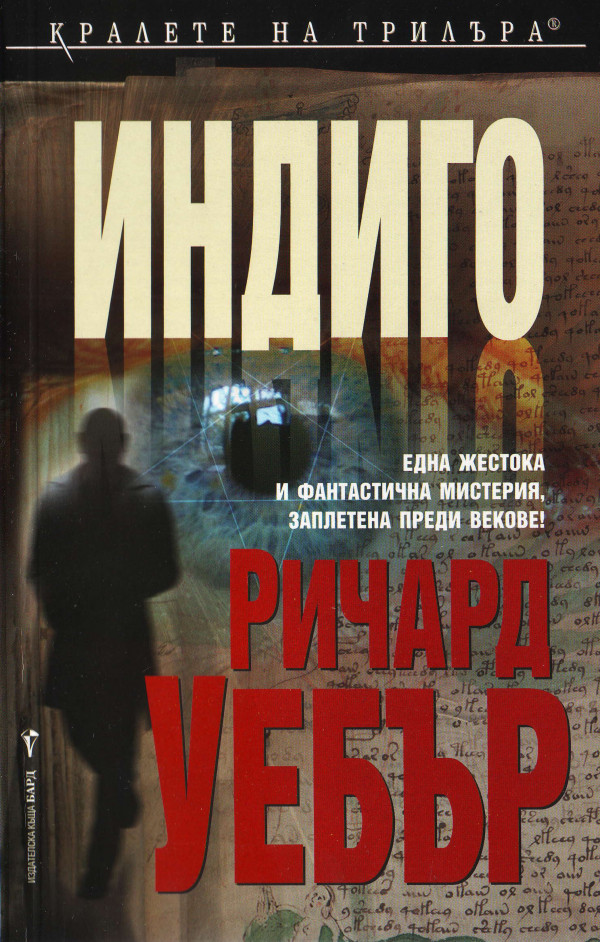 КРАЛЕТЕ НА ТРИЛЪРА®
ИНДИГО
ЕДНА ЖЕСТОКА
И ФАНТАСТИЧНА МИСТЕРИЯ,
ЗАПЛЕТЕНА ПРЕДИ ВЕКОВЕ!
РИЧАРД
УЕБЪР
ИЗДАТЕЛСКА КЪЩА БАРД